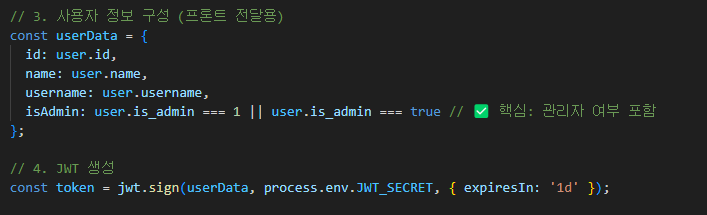 // 3. 사용자 정보 구성 (프론트 전달용)
const userData = {
  id: user.id,
  name: user.name,
  username: user.username,
  isAdmin: user.is_admin === 1 || user.is_admin === true // ✅ 핵심: 관리자 여부 포함
};

// 4. JWT 생성
const token = jwt.sign(userData, process.env.JWT_SECRET, { expiresIn: '1d' });